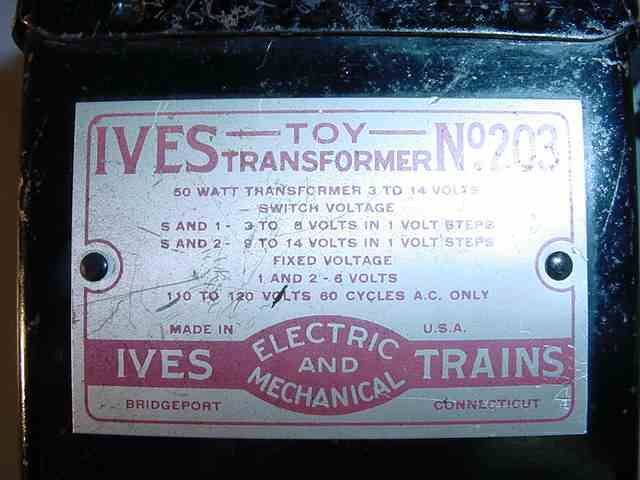 IVES — TOY — TRANSFORMER Nº 203
50 WATT TRANSFORMER 3 TO 14 VOLTS
SWITCH VOLTAGE
S AND 1 - 3 TO 8 VOLTS IN 1 VOLT STEPS
S AND 2 - 9 TO 14 VOLTS IN 1 VOLT STEPS
FIXED VOLTAGE
1 AND 2 - 6 VOLTS
110 TO 120 VOLTS 60 CYCLES A.C. ONLY
MADE IN U.S.A.
IVES ELECTRIC AND MECHANICAL TRAINS
BRIDGEPORT CONNECTICUT